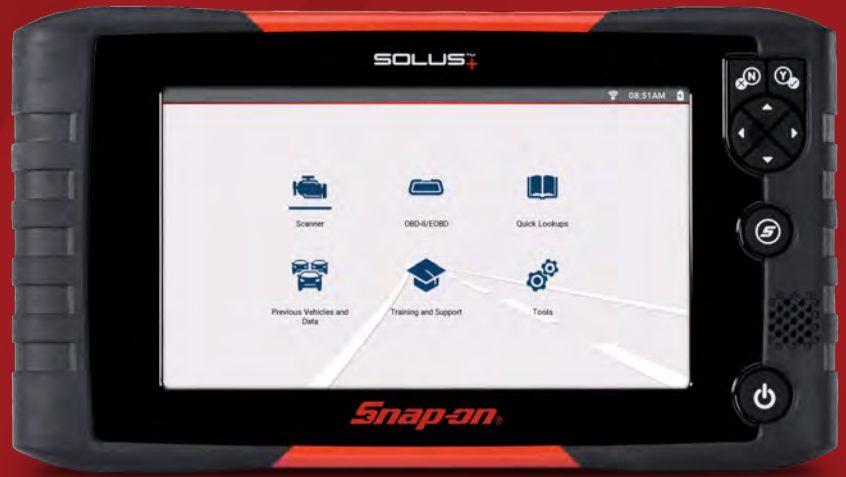 SOLUS+™
08:51AM
N
Y
Scanner
OBD-II/EOBD
Quick Lookups
Previous Vehicles and
Data
Training and Support
Tools
S
Snap-on®